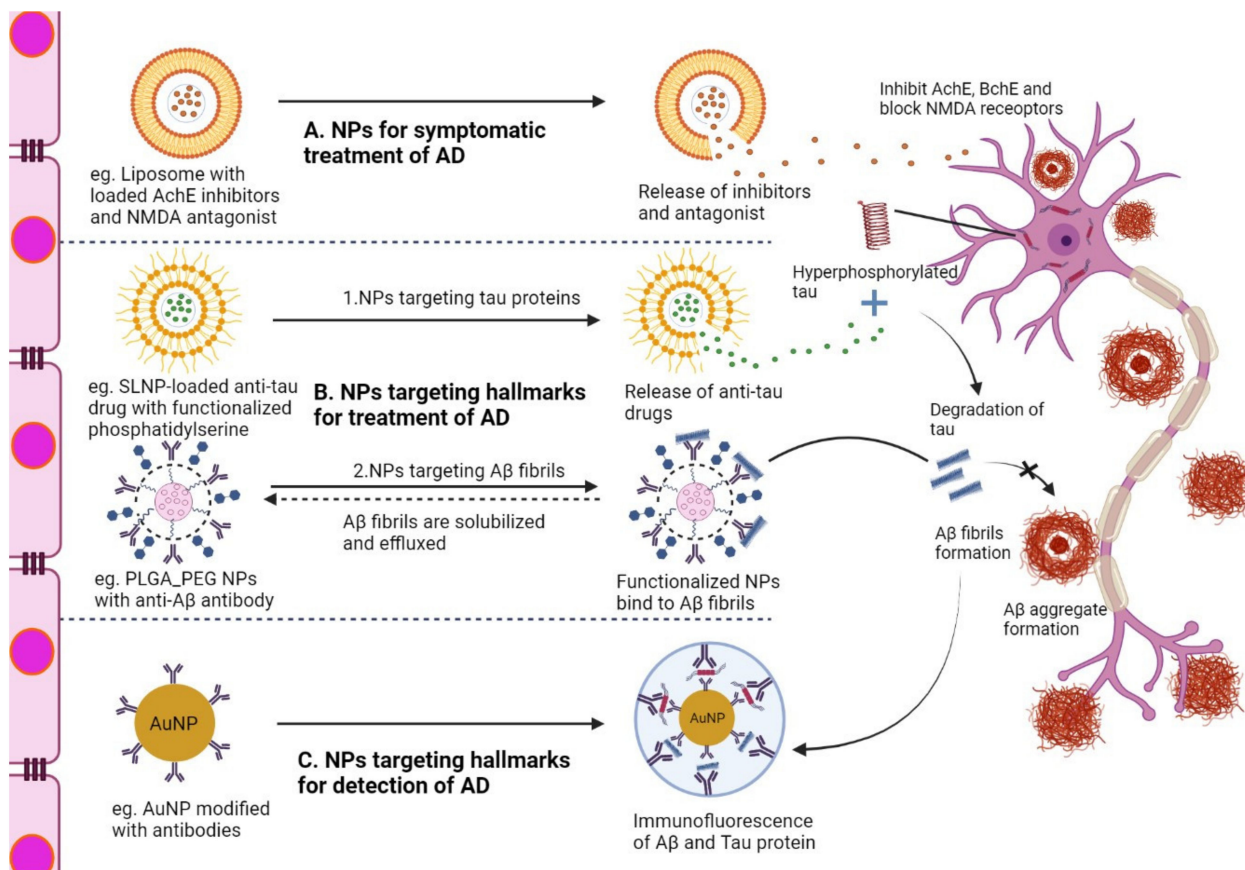 Inhibit AchE, BchE and
block NMDA receoptors
A. NPs for symptomatic
treatment of AD
eg. Liposome with
loaded AchE inhibitors
and NMDA antagonist
Release of inhibitors
and antagonist
Hyperphosphorylated
tau
1.NPs targeting tau proteins
eg. SLNP-loaded anti-tau
drug with functionalized
phosphatidylserine
B. NPs targeting hallmarks
for treatment of AD
Release of anti-tau
drugs
Degradation of
tau
2.NPs targeting Aβ fibrils
Aβ fibrils are solubilized
and effluxed
eg. PLGA_PEG NPs
with anti-Aβ antibody
Functionalized NPs
bind to Aβ fibrils
Aβ fibrils
formation
Aβ aggregate
formation
AuNP
AuNP
C. NPs targeting hallmarks
for detection of AD
eg. AuNP modified
with antibodies
Immunofluorescence
of Aβ and Tau protein